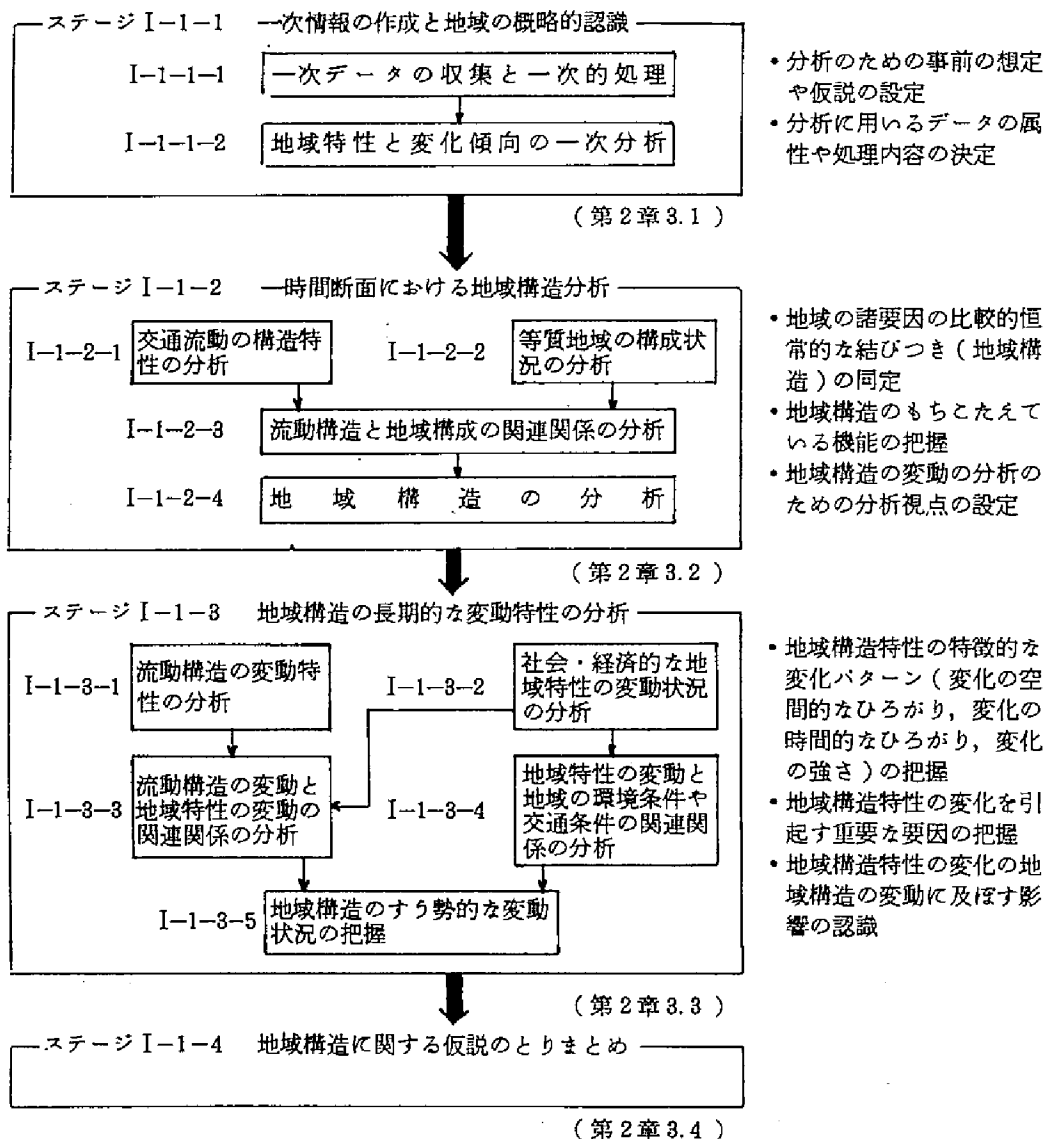 ステージⅠ-1-1 一次情報の作成と地域の概略的認識
Ⅰ-1-1-1 一次データの収集と一次的処理
Ⅰ-1-1-2 地域特性と変化傾向の一次分析
・分析のための事前の想定
や仮説の設定
・分析に用いるデータの属
性や処理内容の決定
(第2章3.1)
ステージⅠ-1-2 一時間断面における地域構造分析
Ⅰ-1-2-1
交通流動の構造特
性の分析
Ⅰ-1-2-2
等質地域の構成状
況の分析
Ⅰ-1-2-3 流動構造と地域構成の関連関係の分析
Ⅰ-1-2-4 地域構造の分析
・地域の諸要因の比較的恒
常的な結びつき(地域構
造)の同定
・地域構造のもちこたえて
いる機能の把握
・地域構造の変動の分析の
ための分析視点の設定
(第2章3.2)
ステージⅠ-1-3 地域構造の長期的な変動特性の分析
Ⅰ-1-3-1
流動構造の変動特
性の分析
Ⅰ-1-3-2
社会・経済的な地
域特性の変動状況
の分析
Ⅰ-1-3-3
流動構造の変動と
地域特性の変動の
関連関係の分析
Ⅰ-1-3-4
地域特性の変動と
地域の環境条件や
交通条件の関連関
係の分析
Ⅰ-1-3-5
地域構造のすう勢的な変動
状況の把握
・地域構造特性の特徴的な
変化パターン(変化の空
間的なひろがり,変化の
時間的なひろがり,変化
の強さ)の把握
・地域構造特性の変化を引
起す重要な要因の把握
・地域構造特性の変化の地
域構造の変動に及ぼす影
響の認識
(第2章3.3)
ステージⅠ-1-4 地域構造に関する仮説のとりまとめ
(第2章3.4)